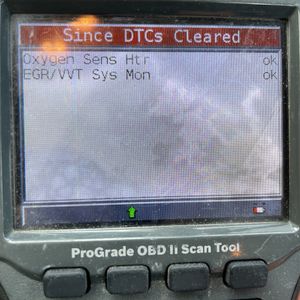 Since DTCs Cleared
Oxygen Sens Htr ok
EGR/VVT Sys Mon ok
ProGrade OBD II Scan Tool